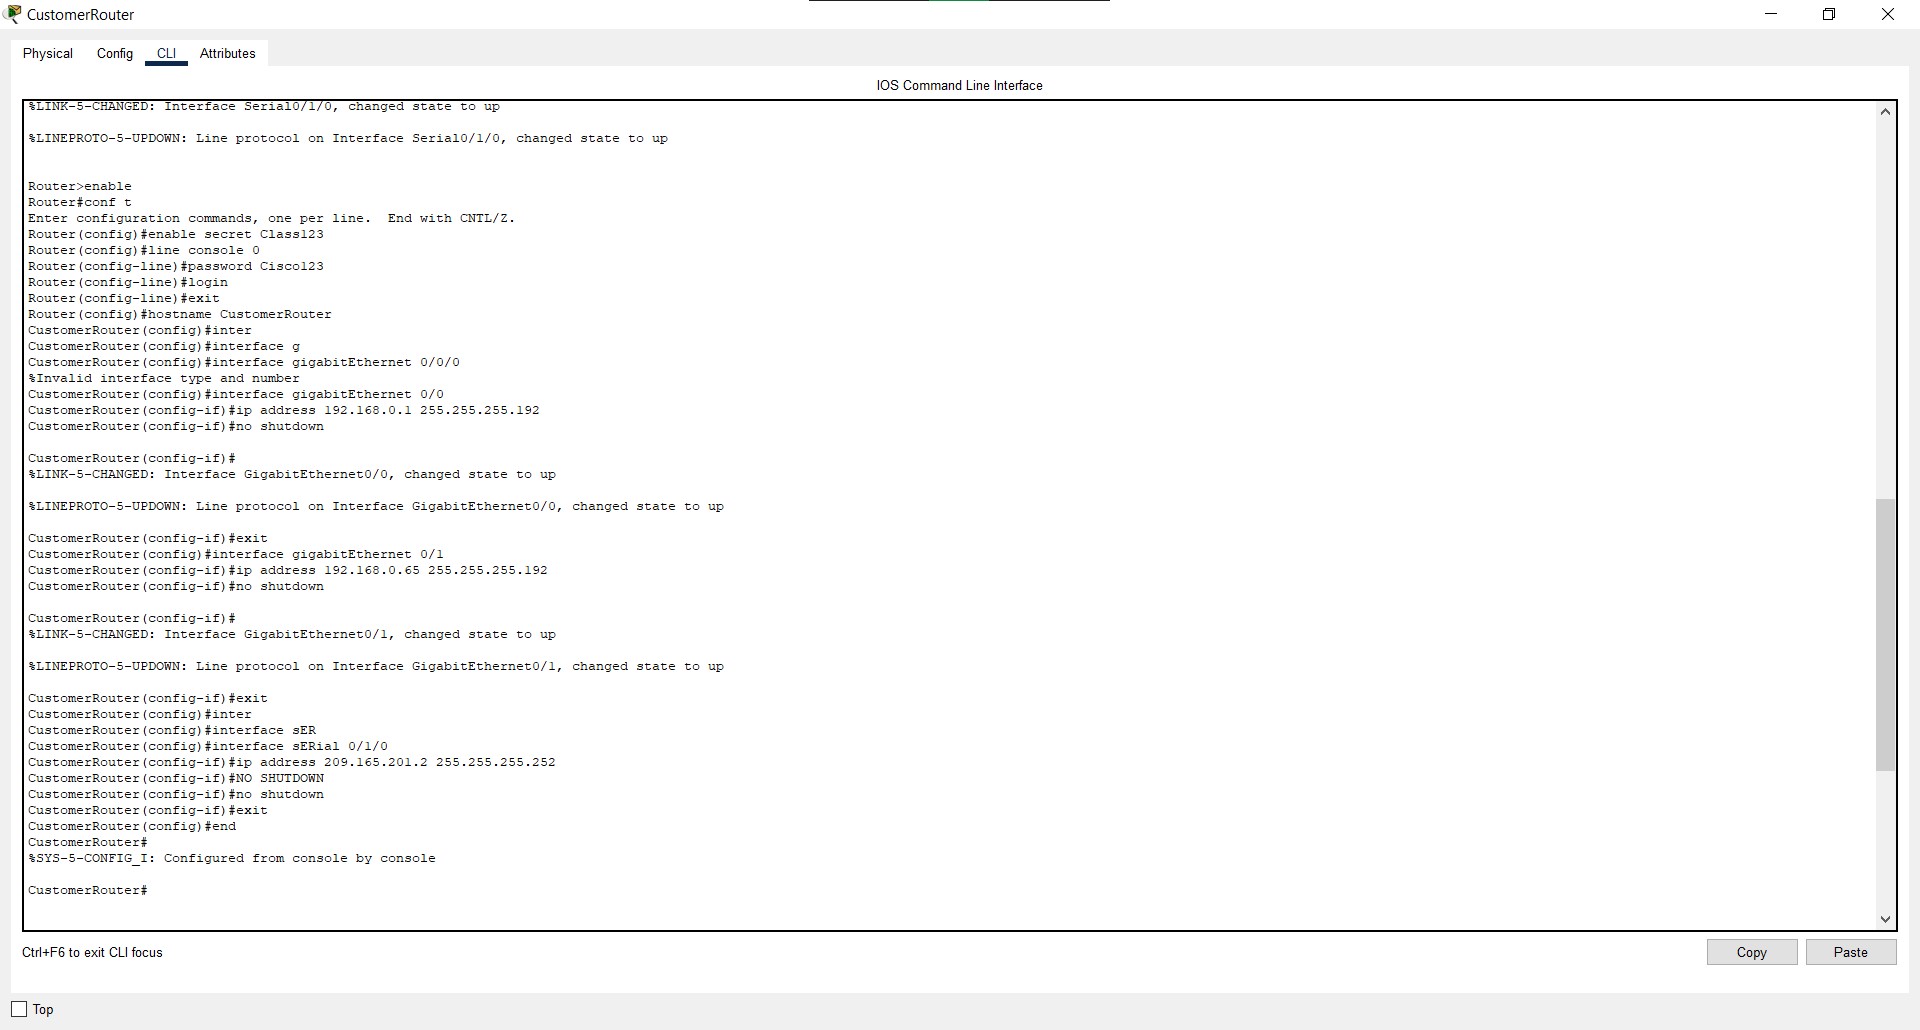 CustomerRouter
Physical Config CLI Attributes
IOS Command Line Interface
%LINK-5-CHANGED: Interface Serial0/1/0, changed state to up
%LINEPROTO-5-UPDOWN: Line protocol on Interface Serial0/1/0, changed state to up
Router>enable
Router#conf t
Enter configuration commands, one per line.  End with CNTL/Z.
Router(config)#enable secret Class123
Router(config)#line console 0
Router(config-line)#password Cisco123
Router(config-line)#login
Router(config-line)#exit
Router(config)#hostname CustomerRouter
CustomerRouter(config)#inter
CustomerRouter(config)#interface g
CustomerRouter(config)#interface gigabitEthernet 0/0/0
%Invalid interface type and number
CustomerRouter(config)#interface gigabitEthernet 0/0
CustomerRouter(config-if)#ip address 192.168.0.1 255.255.255.192
CustomerRouter(config-if)#no shutdown
CustomerRouter(config-if)#
%LINK-5-CHANGED: Interface GigabitEthernet0/0, changed state to up
%LINEPROTO-5-UPDOWN: Line protocol on Interface GigabitEthernet0/0, changed state to up
CustomerRouter(config-if)#exit
CustomerRouter(config)#interface gigabitEthernet 0/1
CustomerRouter(config-if)#ip address 192.168.0.65 255.255.255.192
CustomerRouter(config-if)#no shutdown
CustomerRouter(config-if)#
%LINK-5-CHANGED: Interface GigabitEthernet0/1, changed state to up
%LINEPROTO-5-UPDOWN: Line protocol on Interface GigabitEthernet0/1, changed state to up
CustomerRouter(config-if)#exit
CustomerRouter(config)#inter
CustomerRouter(config)#interface sER
CustomerRouter(config)#interface sERial 0/1/0
CustomerRouter(config-if)#ip address 209.165.201.2 255.255.255.252
CustomerRouter(config-if)#NO SHUTDOWN
CustomerRouter(config-if)#no shutdown
CustomerRouter(config-if)#exit
CustomerRouter(config)#end
CustomerRouter#
%SYS-5-CONFIG_I: Configured from console by console
CustomerRouter#
Ctrl+F6 to exit CLI focus
Copy Paste
Top